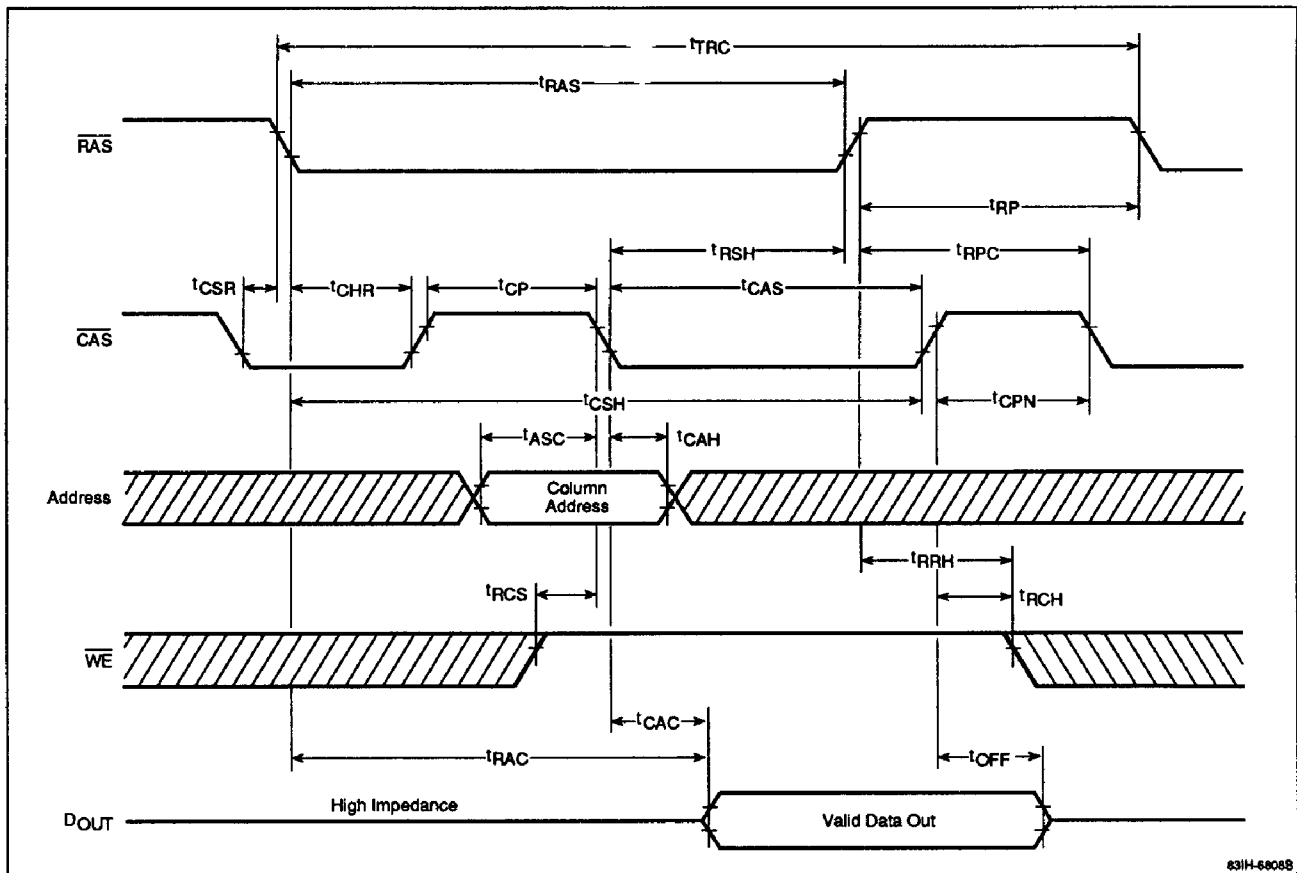 tTRC
tRAS
RAS
tRP
tRSH
tRPC
tCSR
tCHR
tCP
tCAS
CAS
tCSH
tCPN
tASC
tCAH
Address
Column
Address
tRRH
tRCS
tRCH
WE
tCAC
tRAC
tOFF
High Impedance
DOUT
Valid Data Out
83IH-6808B